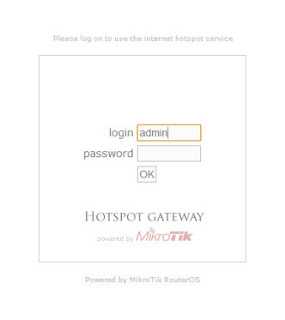 Please log on to use the internet hotspot service
login admin
password
OK
HOTSPOT GATEWAY
powered by MikroTik
Powered by MikroTik RouterOS